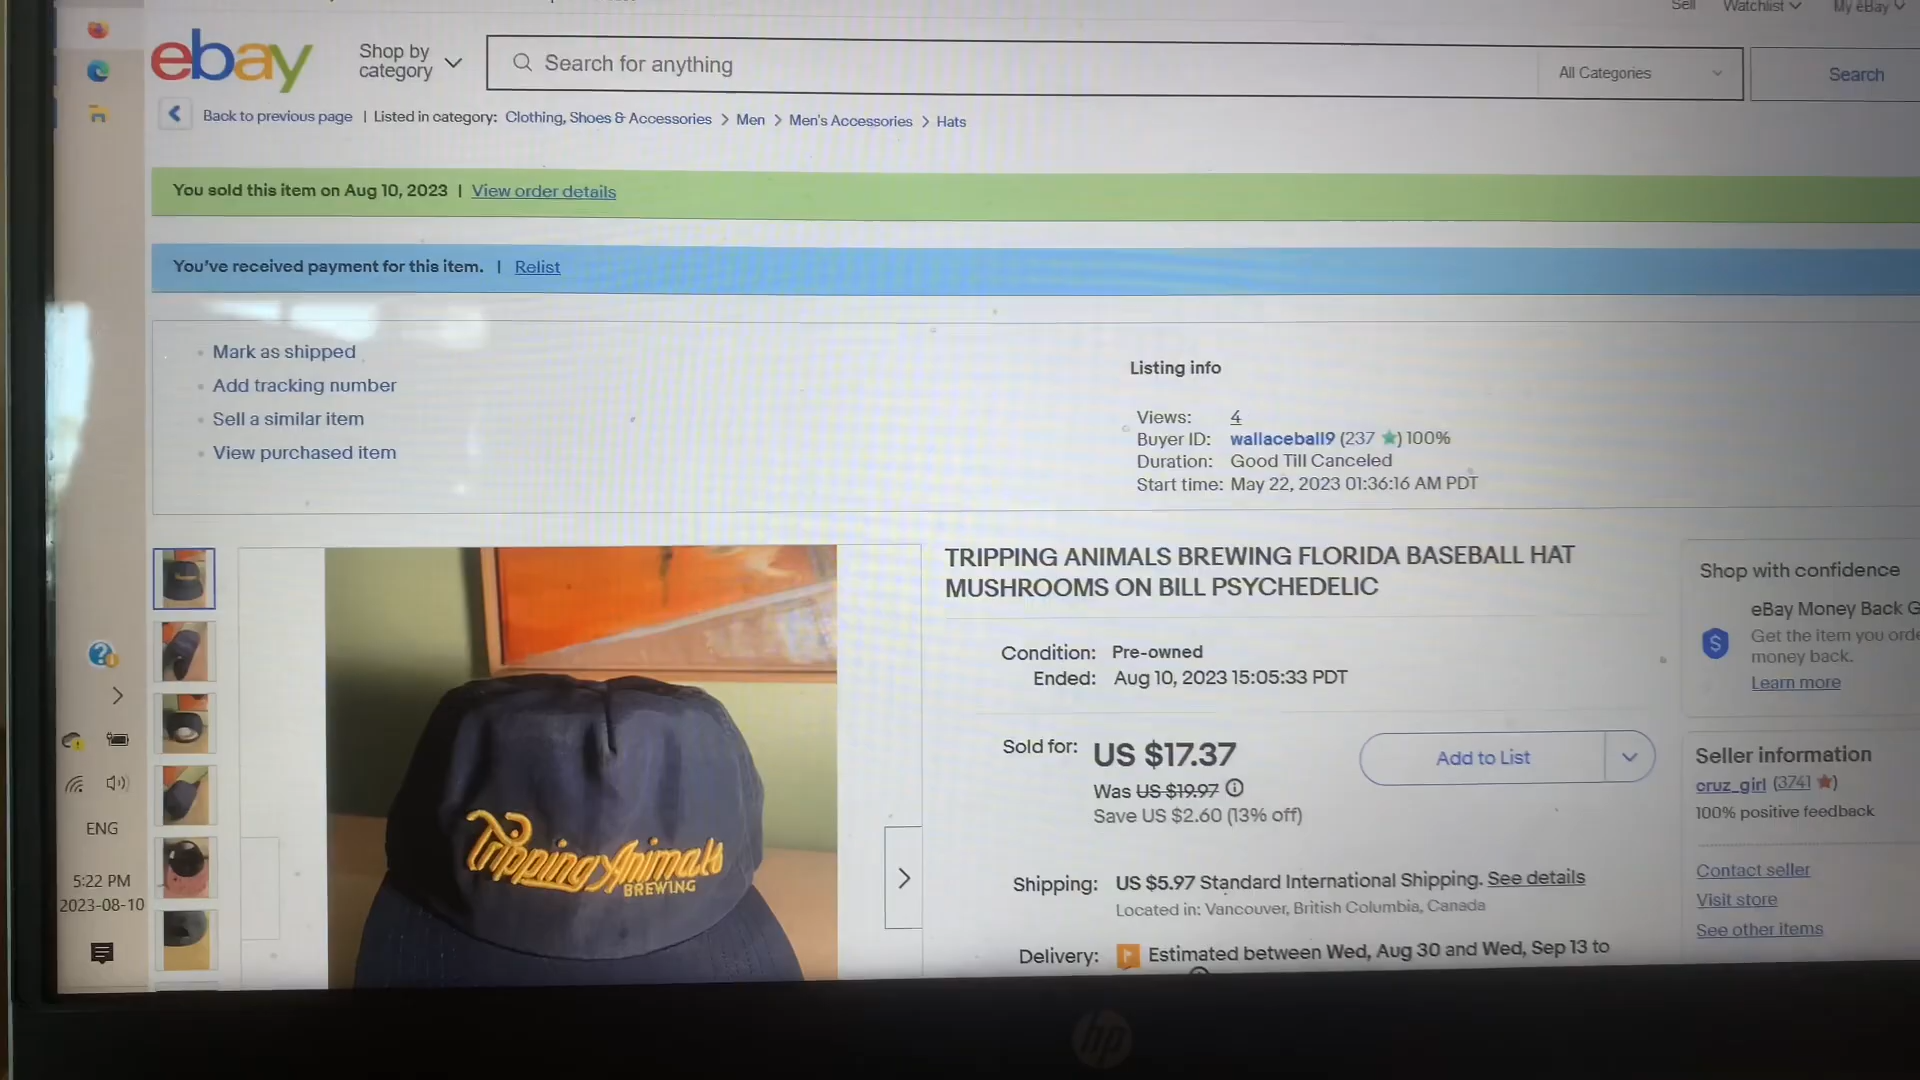 Sell Watchlist My eBay
ebay
Shop by
category
Search for anything
All Categories
Search
Back to previous page | Listed in category: Clothing, Shoes & Accessories > Men > Men's Accessories > Hats
You sold this item on Aug 10, 2023 | View order details
You've received payment for this item. | Relist
Mark as shipped
Add tracking number
Sell a similar item
View purchased item
Listing info
Views: 4
Buyer ID: wallaceball9 (237 ★) 100%
Duration: Good Till Canceled
Start time: May 22, 2023 01:36:16 AM PDT
TRIPPING ANIMALS BREWING FLORIDA BASEBALL HAT
MUSHROOMS ON BILL PSYCHEDELIC
Condition: Pre-owned
Ended: Aug 10, 2023 15:05:33 PDT
Sold for: US $17.37
Was US $19.97
Save US $2.60 (13% off)
Add to List
Shipping: US $5.97 Standard International Shipping. See details
Located in: Vancouver, British Columbia, Canada
Delivery: Estimated between Wed, Aug 30 and Wed, Sep 13 to
Shop with confidence
eBay Money Back G
Get the item you orde
money back.
Learn more
Seller information
cruz_girl (3741 ★)
100% positive feedback
Contact seller
Visit store
See other items
Tripping Animals
BREWING
ENG
5:22 PM
2023-08-10
hp